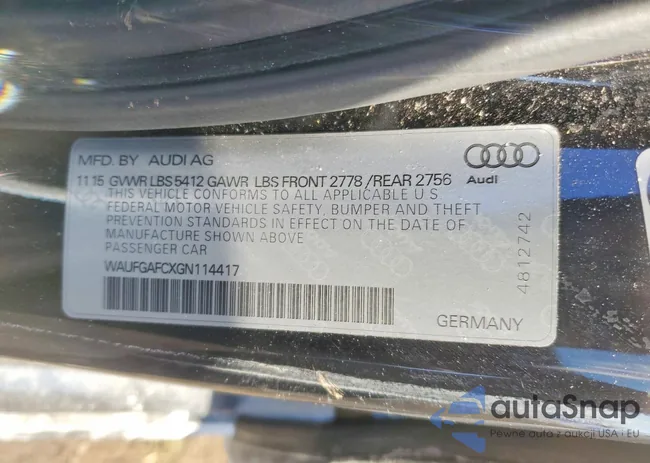 MFD. BY AUDI AG
Audi
11 15 GVWR LBS 5412 GAWR LBS FRONT 2778 /REAR 2756
THIS VEHICLE CONFORMS TO ALL APPLICABLE U S
FEDERAL MOTOR VEHICLE SAFETY, BUMPER AND THEFT
PREVENTION STANDARDS IN EFFECT ON THE DATE OF
MANUFACTURE SHOWN ABOVE
PASSENGER CAR
WAUFGAFCXGN114417
4812742
GERMANY
autaSnap
Pewne auta z aukcji USA i EU